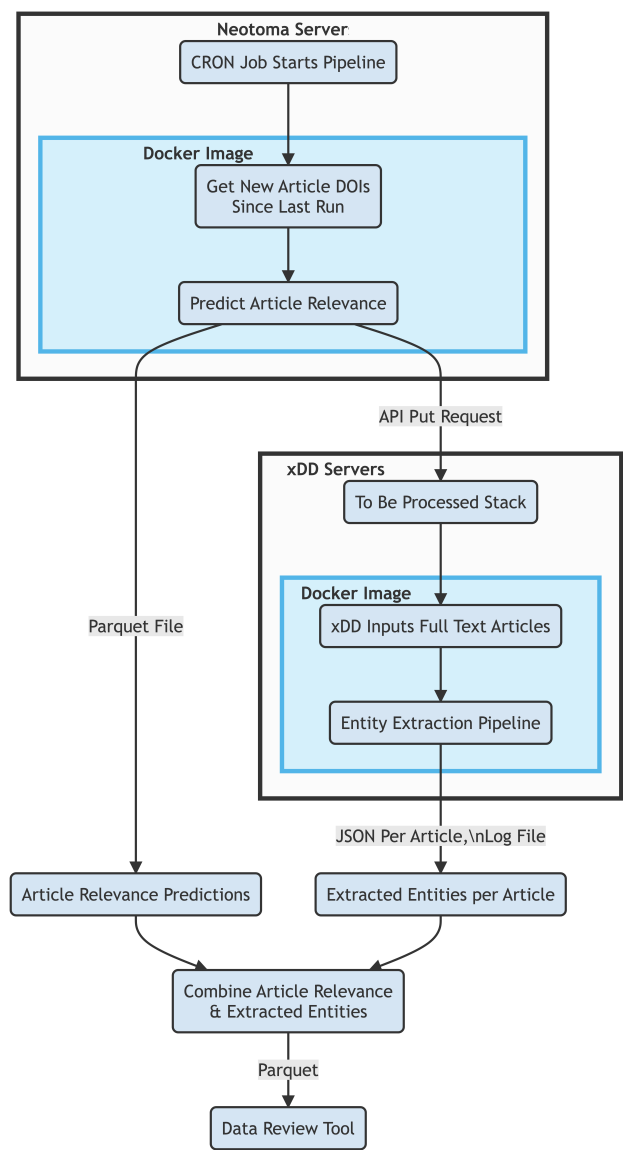 Neotoma Server
CRON Job Starts Pipeline
Docker Image
Get New Article DOIs
Since Last Run
Predict Article Relevance
API Put Request
xDD Servers
To Be Processed Stack
Docker Image
xDD Inputs Full Text Articles
Parquet File
Entity Extraction Pipeline
JSON Per Article,\nLog File
Article Relevance Predictions
Extracted Entities per Article
Combine Article Relevance
& Extracted Entities
Parquet
Data Review Tool